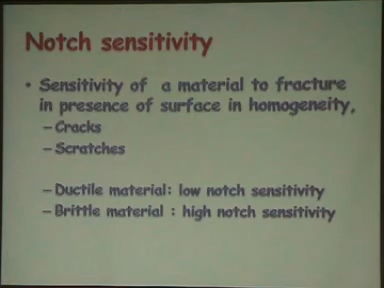 Notch sensitivity
• Sensitivity of a material to fracture
in presence of surface in homogeneity,
– Cracks
– Scratches
– Ductile material: low notch sensitivity
– Brittle material : high notch sensitivity